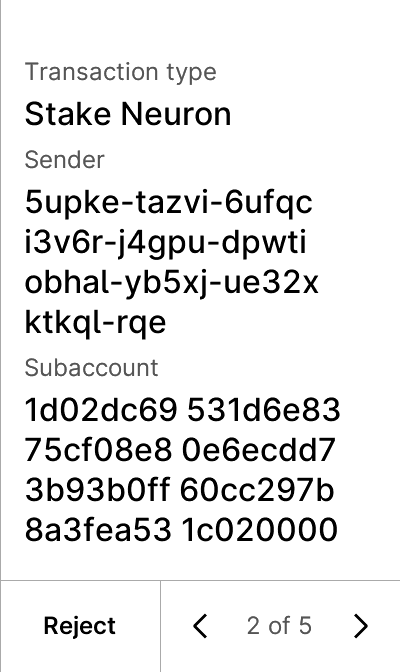 Transaction type
Stake Neuron
Sender
5upke-tazvi-6ufqc
i3v6r-j4gpu-dpwti
obhal-yb5xj-ue32x
ktkql-rqe
Subaccount
1d02dc69 531d6e83
75cf08e8 0e6ecdd7
3b93b0ff 60cc297b
8a3fea53 1c020000
Reject
2 of 5